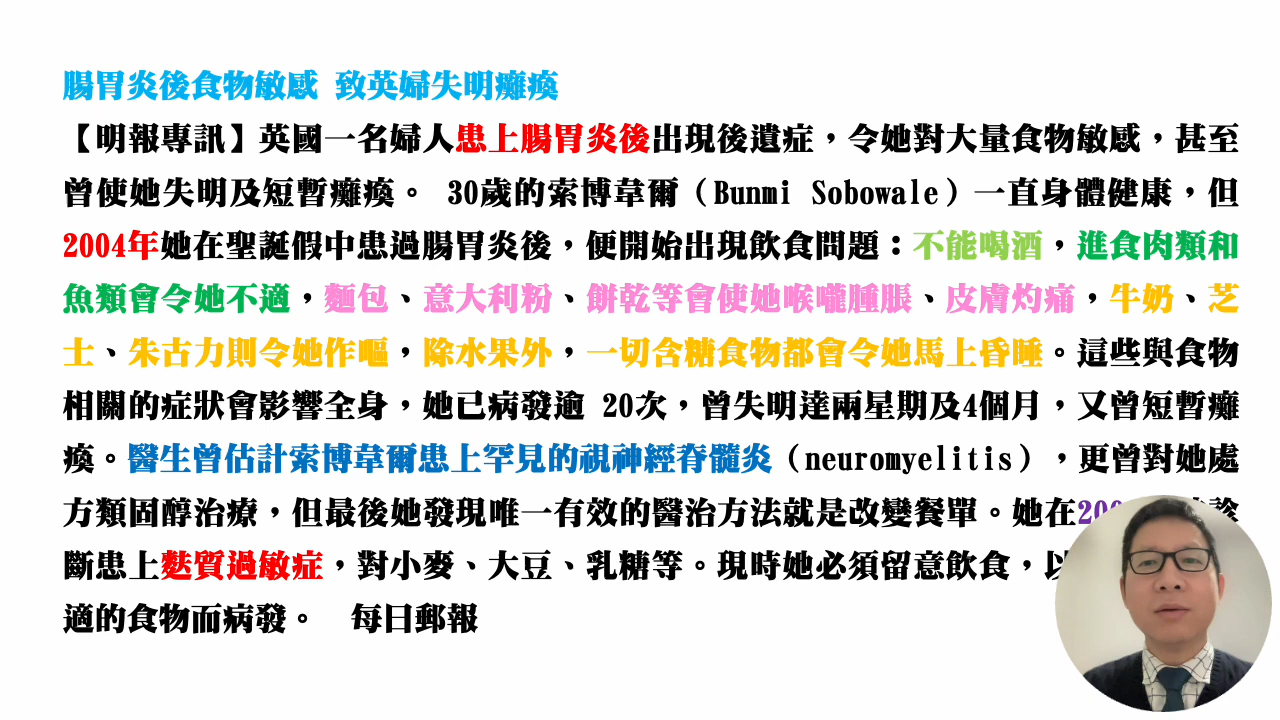 腸胃炎後食物敏感 致英婦失明癱瘓
【明報專訊】英國一名婦人患上腸胃炎後出現後遺症，令她對大量食物敏感，甚至
曾使她失明及短暫癱瘓。 30歲的索博韋爾（Bunmi Sobowale）一直身體健康，但
2004年她在聖誕假中患過腸胃炎後，便開始出現飲食問題：不能喝酒，進食肉類和
魚類會令她不適，麵包、意大利粉、餅乾等會使她喉嚨腫脹、皮膚灼痛，牛奶、芝
士、朱古力則令她作嘔，除水果外，一切含糖食物都會令她馬上昏睡。這些與食物
相關的症狀會影響全身，她已病發逾 20次，曾失明達兩星期及4個月，又曾短暫癱
瘓。醫生曾估計索博韋爾患上罕見的視神經脊髓炎（neuromyelitis），更曾對她處
方類固醇治療，但最後她發現唯一有效的醫治方法就是改變餐單。她在200 診
斷患上麩質過敏症，對小麥、大豆、乳糖等。現時她必須留意飲食，以
適的食物而病發。 每日郵報